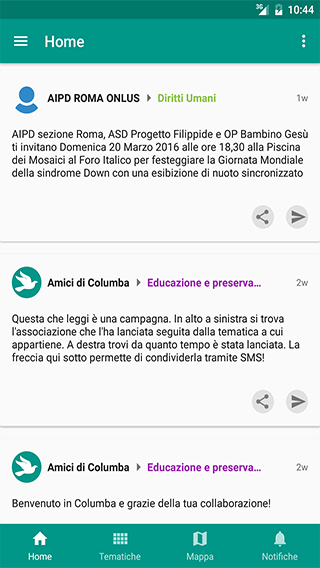 3G 10:44
Home
AIPD ROMA ONLUS Diritti Umani 1w
AIPD sezione Roma, ASD Progetto Filippide e OP Bambino Gesù
ti invitano Domenica 20 Marzo 2016 alle ore 18,30 alla Piscina
dei Mosaici al Foro Italico per festeggiare la Giornata Mondiale
della sindrome Down con una esibizione di nuoto sincronizzato
Amici di Columba Educazione e preserva... 2w
Questa che leggi è una campagna. In alto a sinistra si trova
l'associazione che l'ha lanciata seguita dalla tematica a cui
appartiene. A destra trovi da quanto tempo è stata lanciata. La
freccia qui sotto permette di condividerla tramite SMS!
Amici di Columba Educazione e preserva... 2w
Benvenuto in Columba e grazie della tua collaborazione!
Home Tematiche Mappa Notifiche